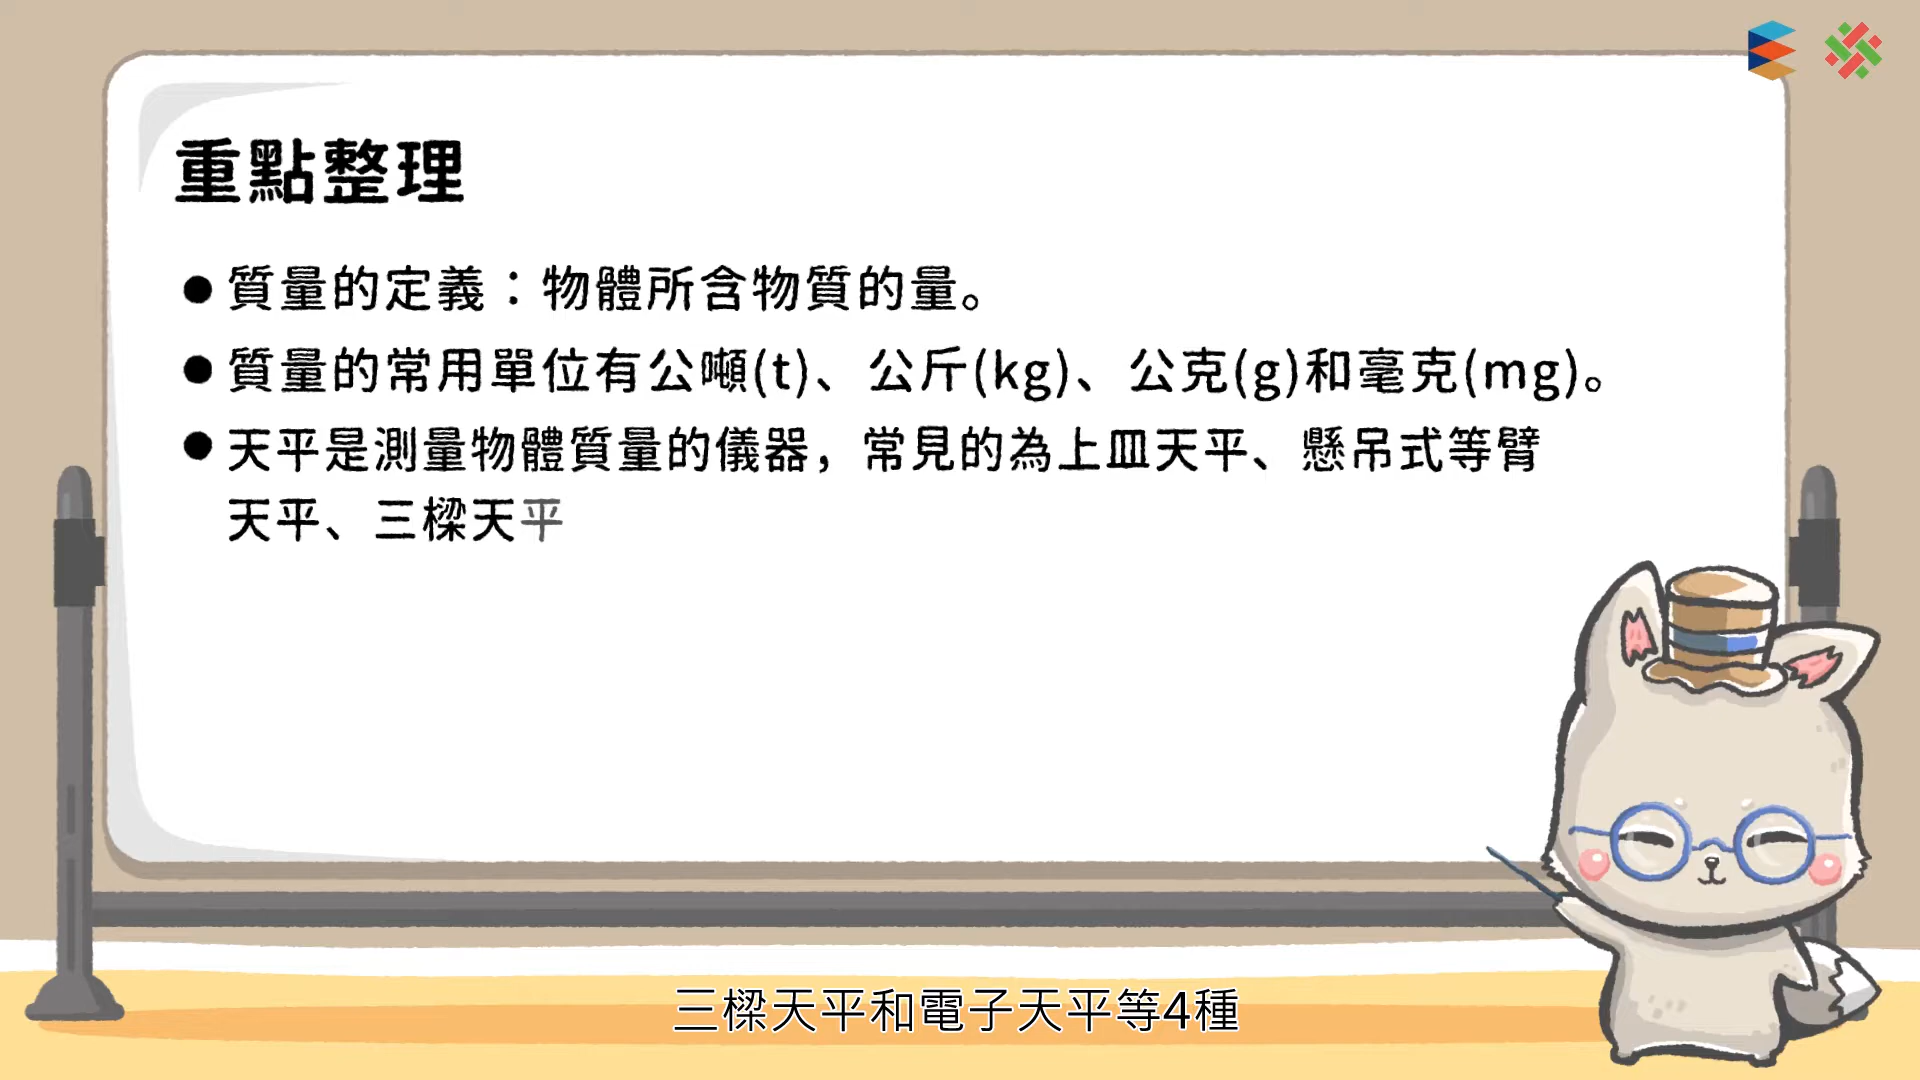 重點整理
●質量的定義：物體所含物質的量。
●質量的常用單位有公噸(t)、公斤(kg)、公克(g)和毫克(mg)。
●天平是測量物體質量的儀器，常見的為上皿天平、懸吊式等臂
天平、三樑天平
三樑天平和電子天平等4種